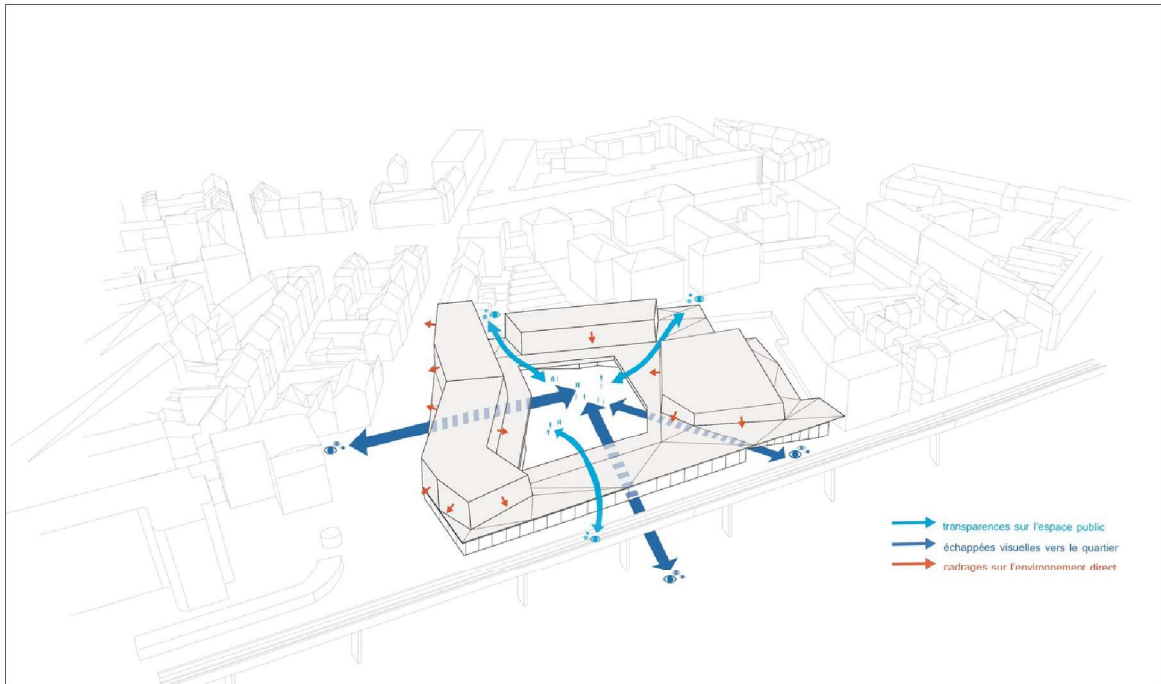 transparences sur l'espace public
échappées visuelles vers le quartier
cadrages sur l'environnement direct